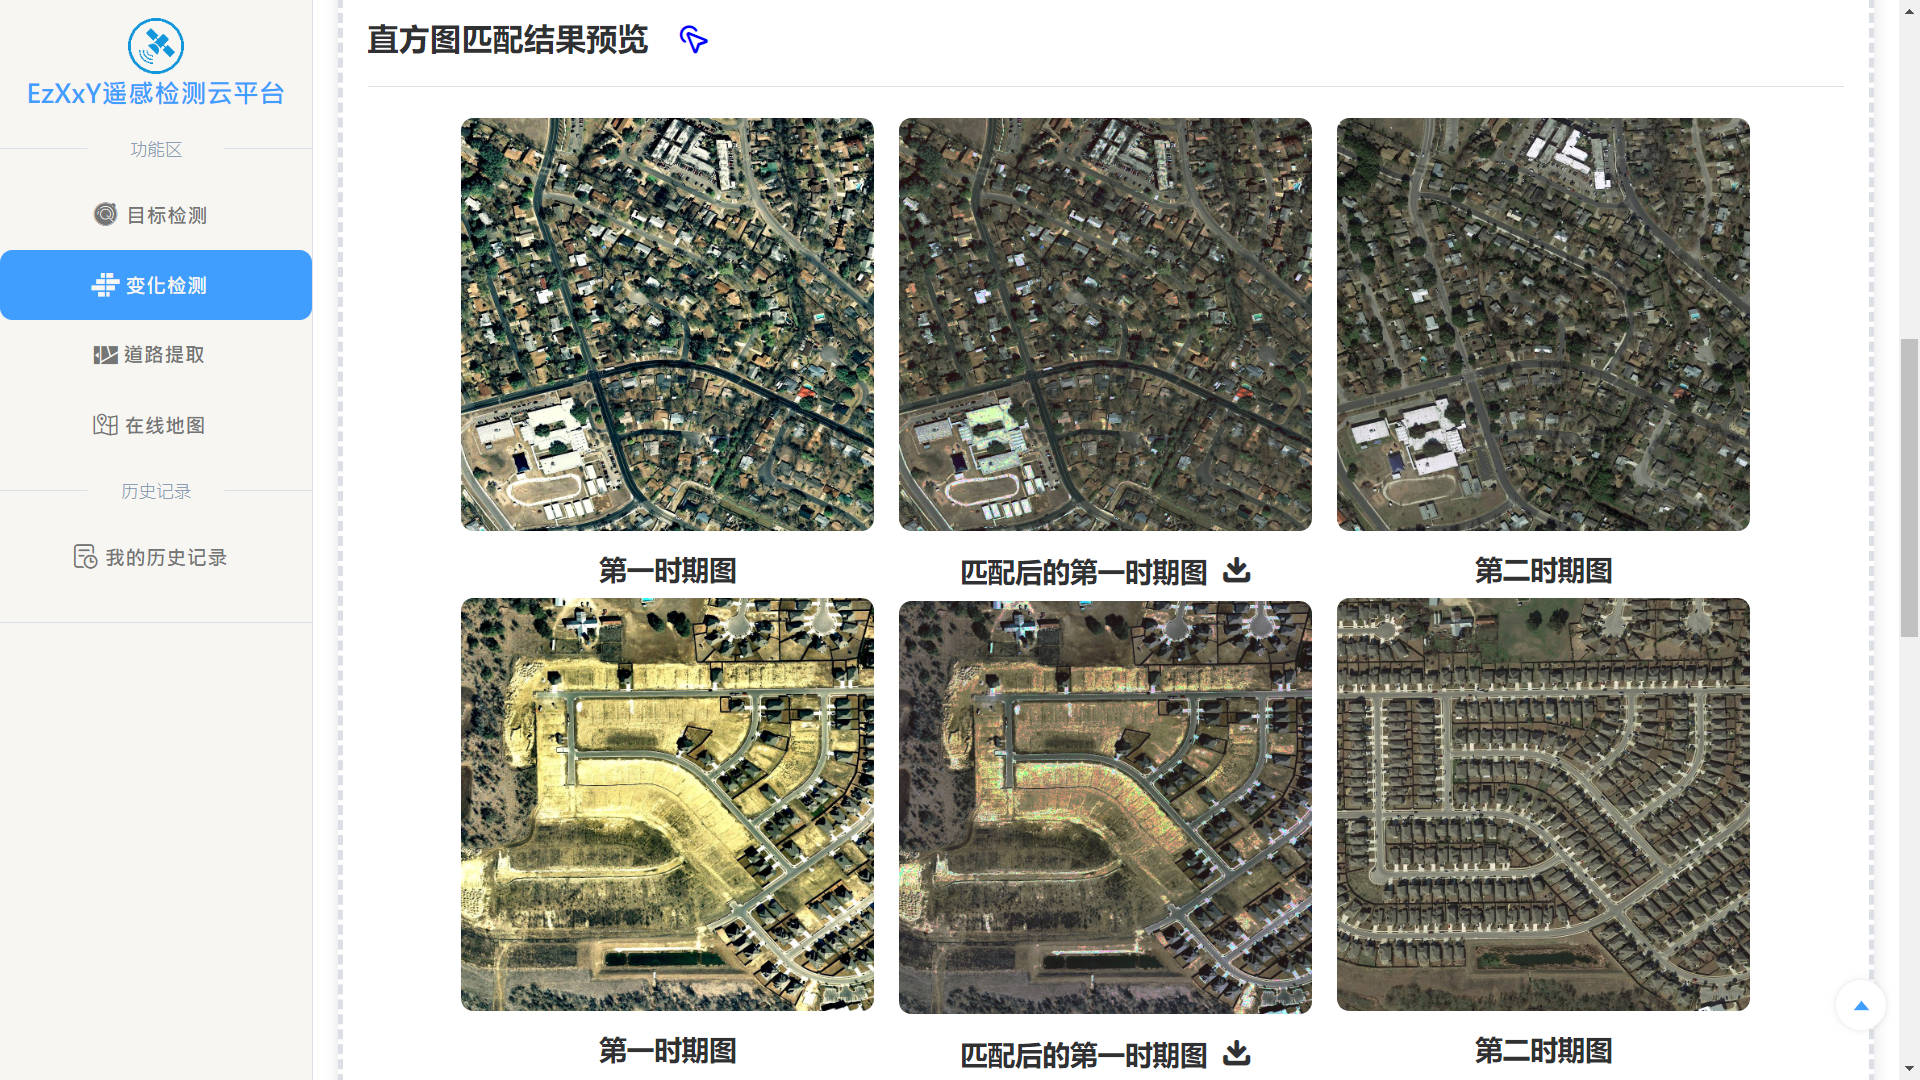 EzXxY遥感检测云平台
功能区
目标检测
变化检测
道路提取
在线地图
历史记录
我的历史记录
直方图匹配结果预览
第一时期图
匹配后的第一时期图
第二时期图
第一时期图
匹配后的第一时期图
第二时期图